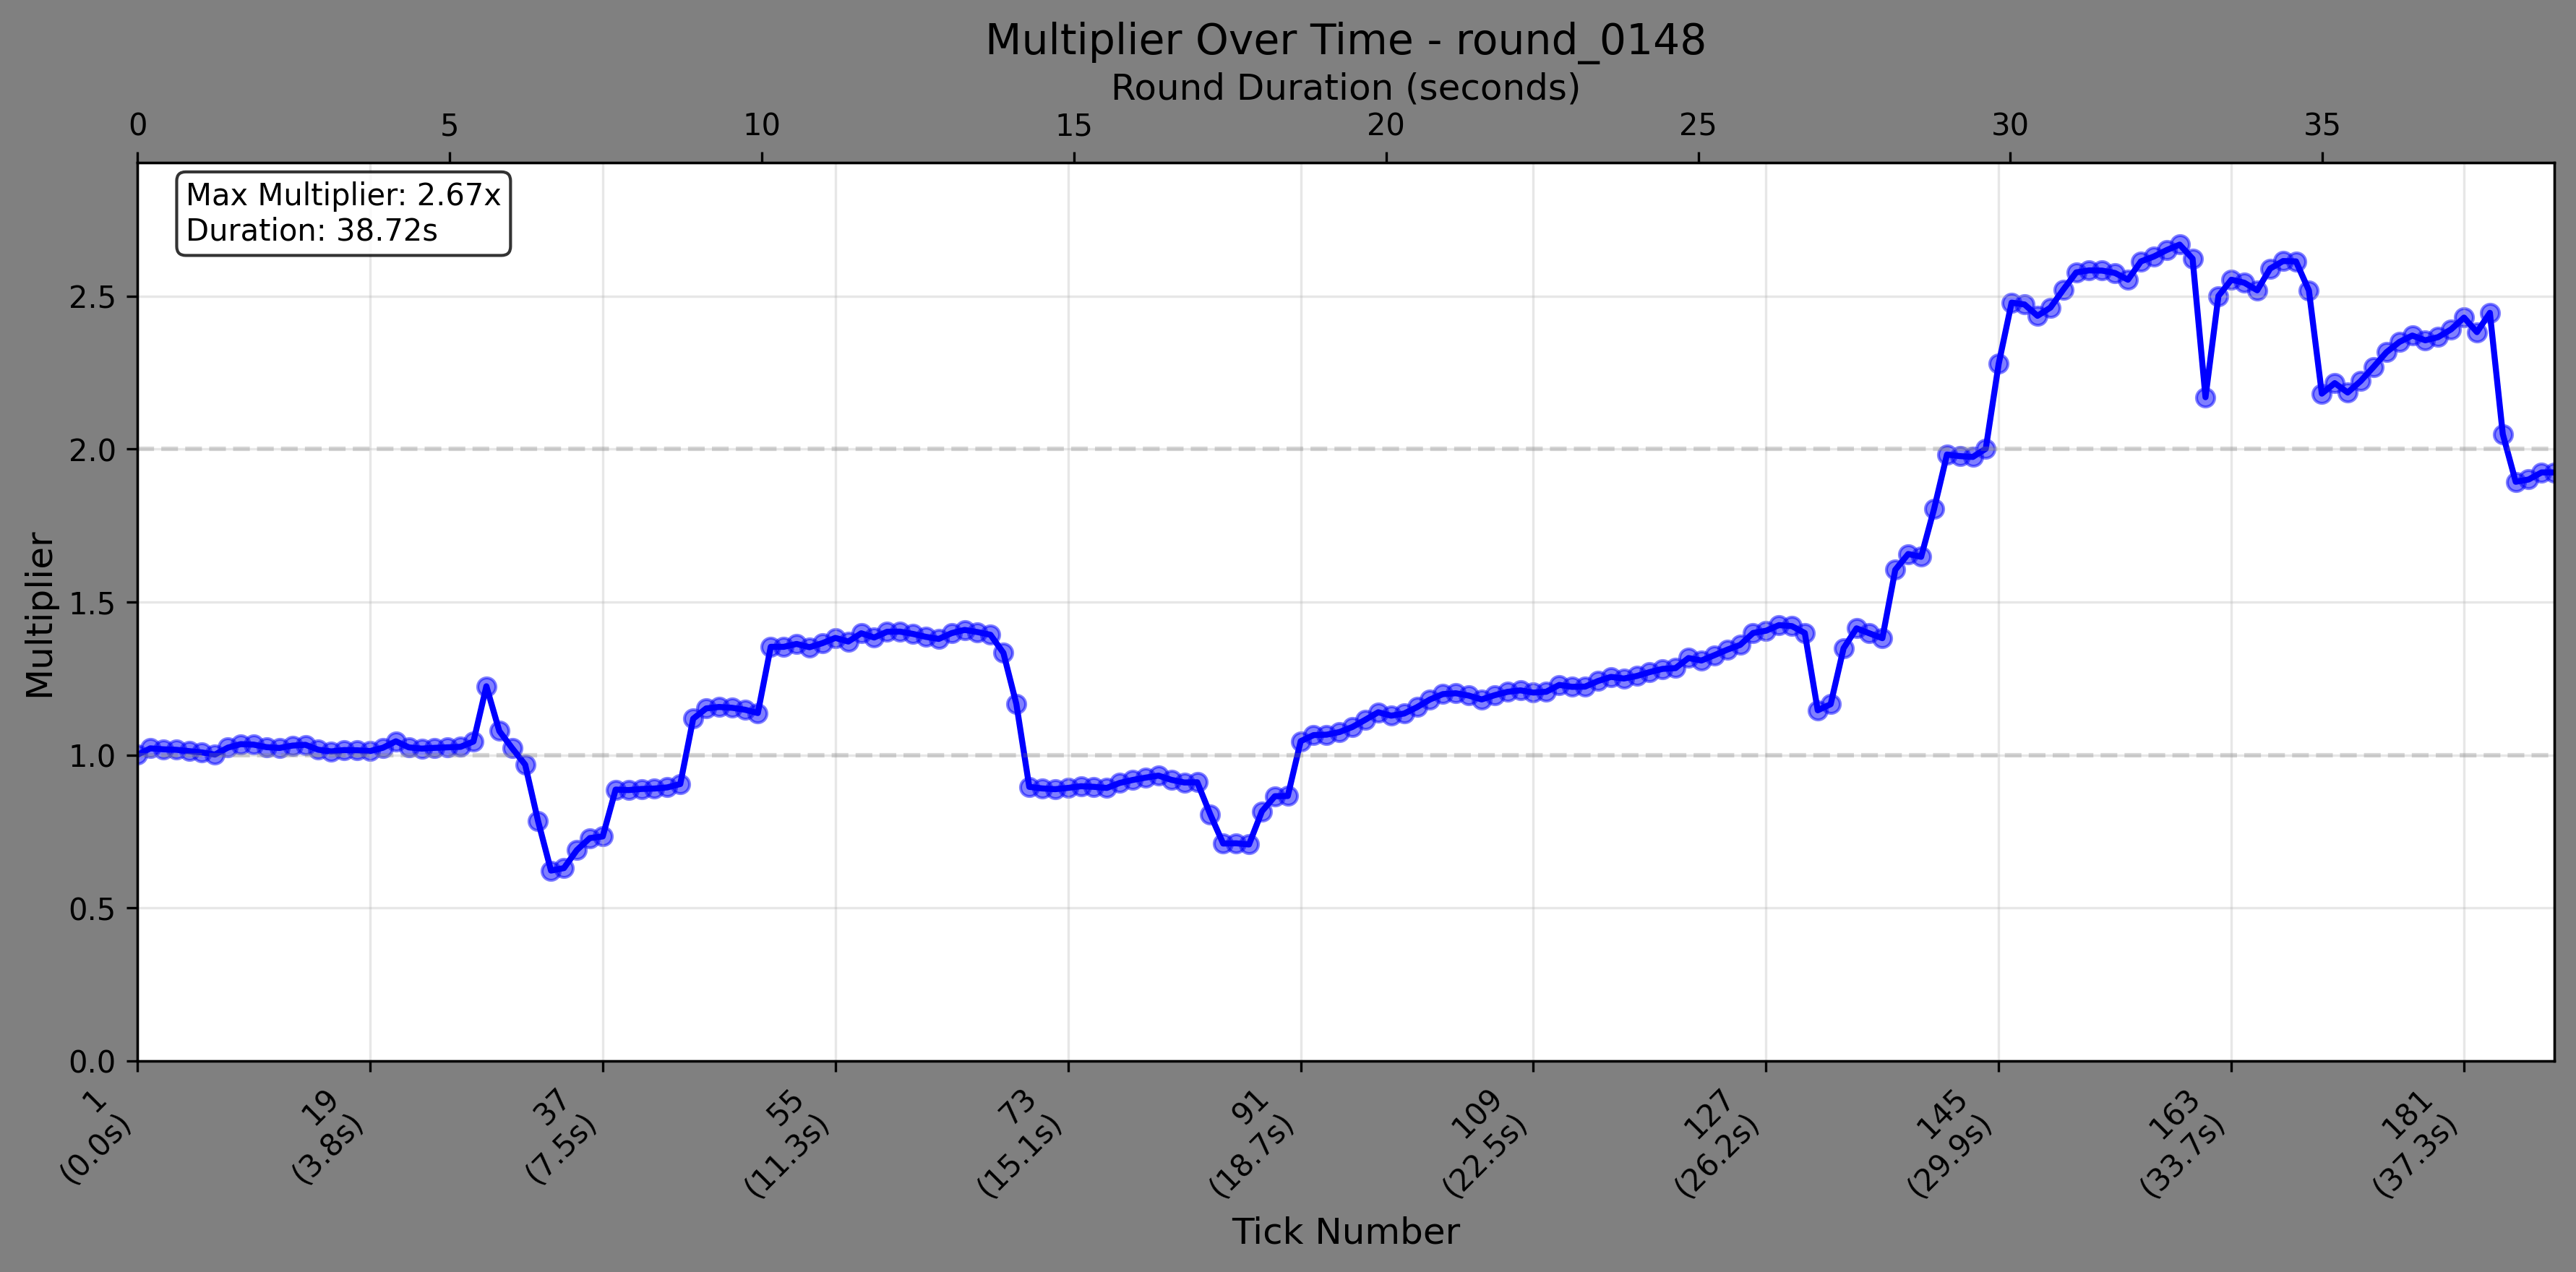 Multiplier Over Time - round_0148
Round Duration (seconds)
0 5 10 15 20 25 30 35
Max Multiplier: 2.67x
Duration: 38.72s
2.5
2.0
1.5
1.0
0.5
0.0
Multiplier
1 19 37 55 73 91 109 127 145 163 181
(0.0s) (3.8s) (7.5s) (11.3s) (15.1s) (18.7s) (22.5s) (26.2s) (29.9s) (33.7s) (37.3s)
Tick Number